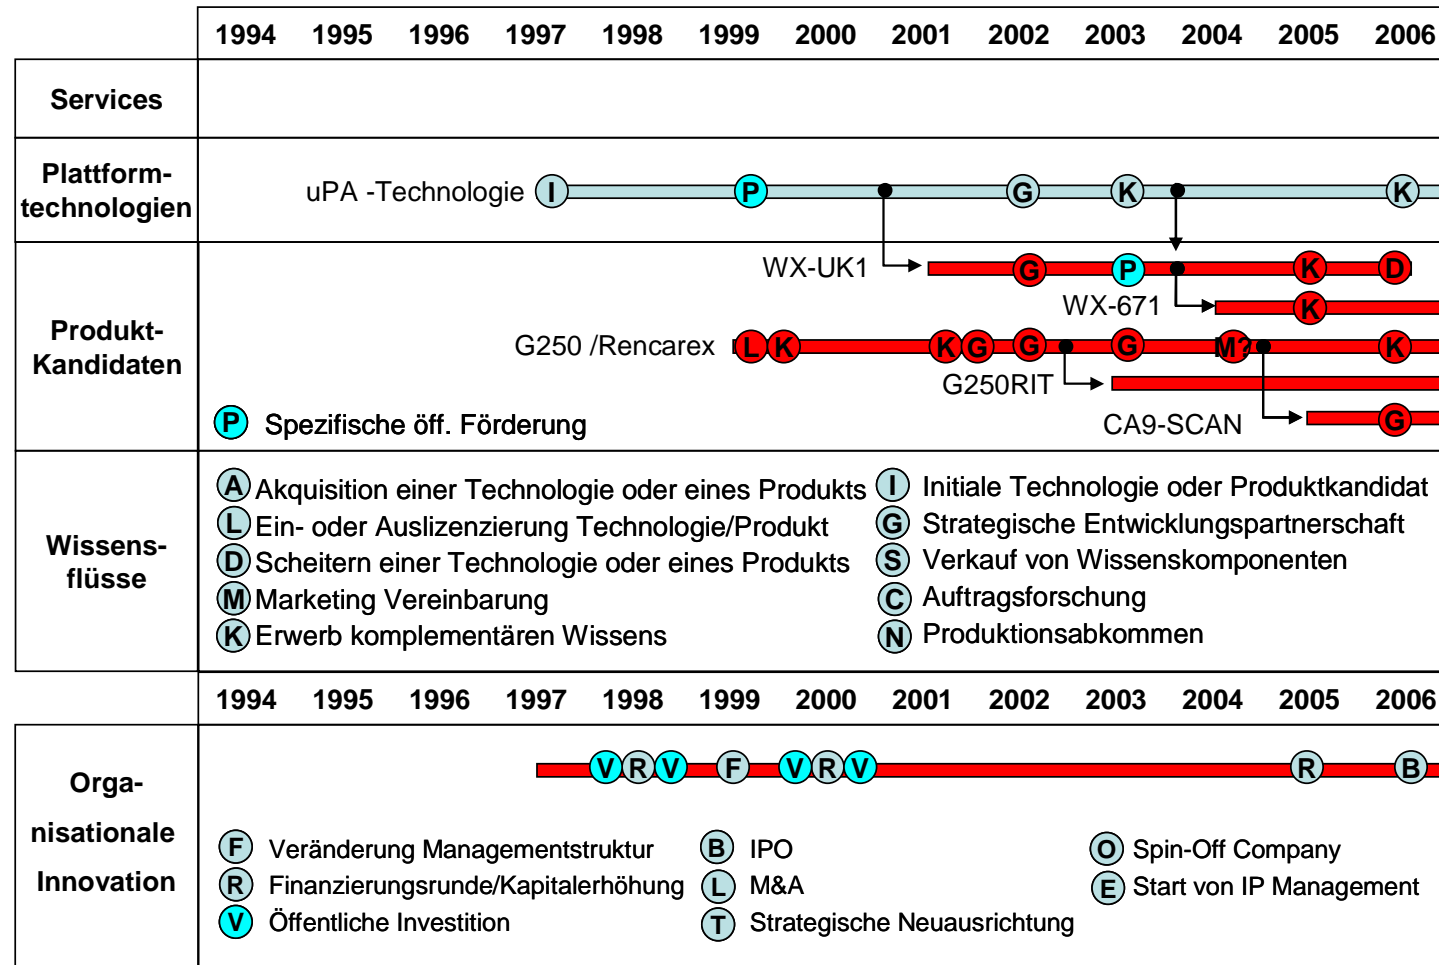 1994 1995 1996 1997 1998 1999 2000 2001 2002 2003 2004 2005 2006
Services
Plattform-
technologien
uPA -Technologie I P G K K
Produkt-
Kandidaten
WX-UK1 G P K D
WX-671 K
G250 /Rencarex L K K G G G M? K
G250RIT
CA9-SCAN G
P Spezifische öff. Förderung
Wissens-
flüsse
A Akquisition einer Technologie oder eines Produkts
L Ein- oder Auslizenzierung Technologie/Produkt
D Scheitern einer Technologie oder eines Produkts
M Marketing Vereinbarung
K Erwerb komplementären Wissens
I Initiale Technologie oder Produktkandidat
G Strategische Entwicklungspartnerschaft
S Verkauf von Wissenskomponenten
C Auftragsforschung
N Produktionsabkommen
1994 1995 1996 1997 1998 1999 2000 2001 2002 2003 2004 2005 2006
Orga-
nisationale
Innovation
V R V F V R V R B
F Veränderung Managementstruktur
R Finanzierungsrunde/Kapitalerhöhung
V Öffentliche Investition
B IPO
L M&A
T Strategische Neuausrichtung
O Spin-Off Company
E Start von IP Management